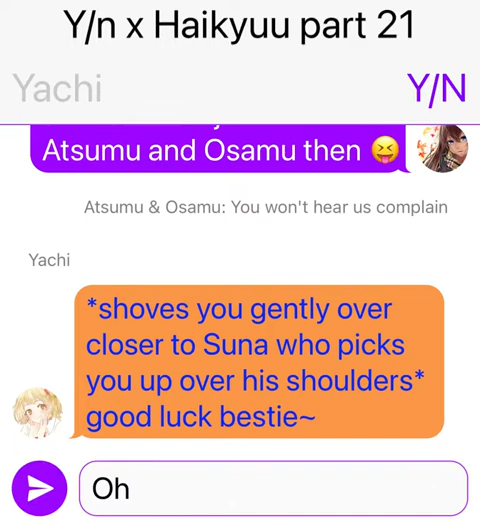 Y/n x Haikyuu part 21
Yachi
Y/N
Atsumu and Osamu then 😝
Atsumu & Osamu: You won't hear us complain
Yachi
*shoves you gently over
closer to Suna who picks
you up over his shoulders*
good luck bestie~
Oh